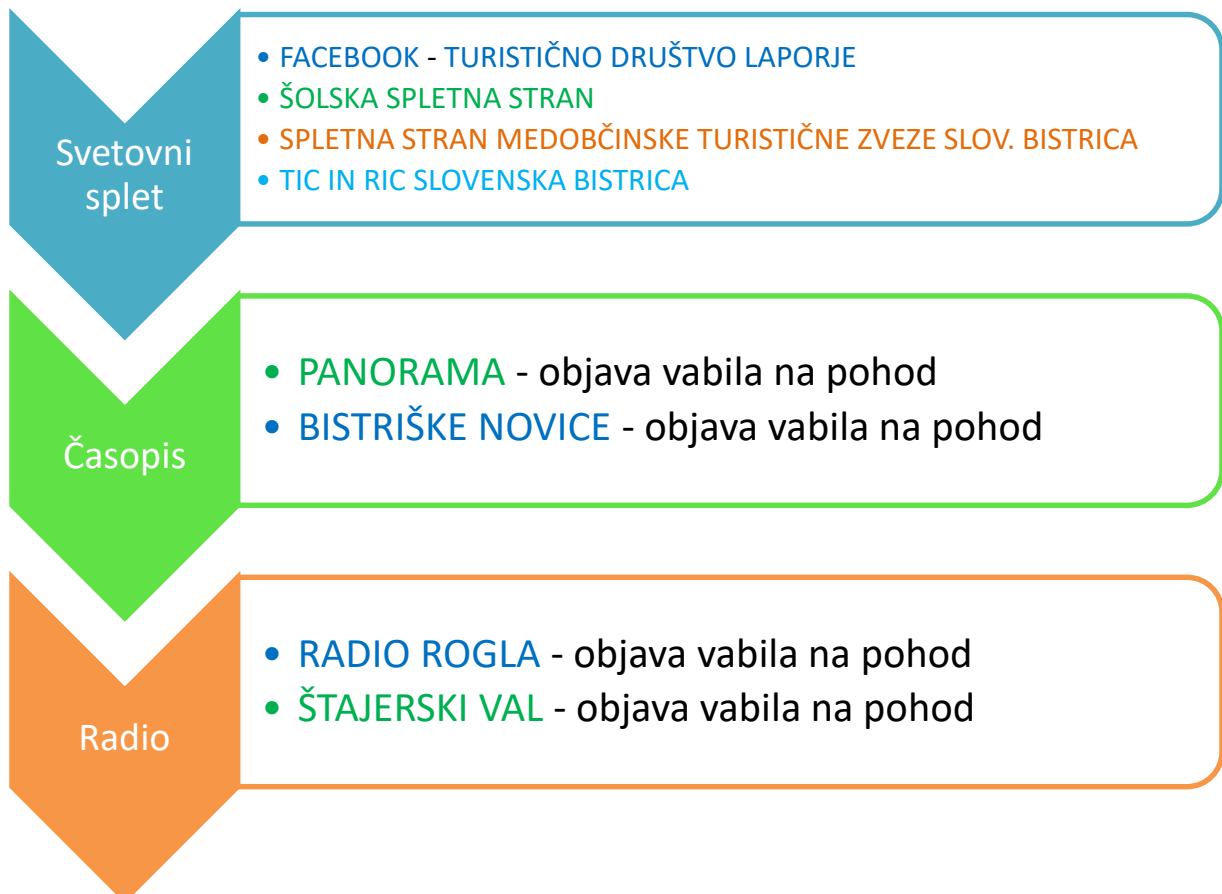 Svetovni
splet
• FACEBOOK - TURISTIČNO DRUŠTVO LAPORJE
• ŠOLSKA SPLETNA STRAN
• SPLETNA STRAN MEDOBČINSKE TURISTIČNE ZVEZE SLOV. BISTRICA
• TIC IN RIC SLOVENSKA BISTRICA
Časopis
• PANORAMA - objava vabila na pohod
• BISTRIŠKE NOVICE - objava vabila na pohod
Radio
• RADIO ROGLA - objava vabila na pohod
• ŠTAJERSKI VAL - objava vabila na pohod